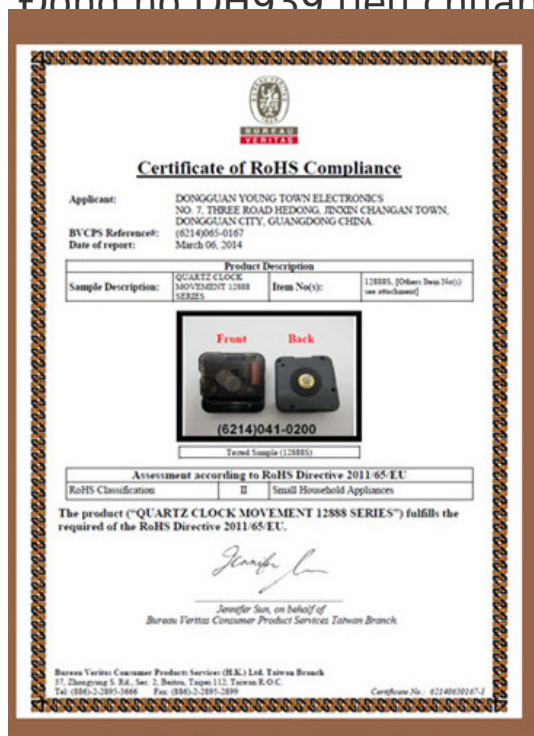 Đồng hồ DH939 tiêu chuẩn
BUREAU
VERITAS
Certificate of RoHS Compliance
Applicant: DONGGUAN YOUNG TOWN ELECTRONICS
NO. 7, THREE ROAD HEDONG, JINXIN CHANGAN TOWN,
DONGGUAN CITY, GUANGDONG CHINA.
BVCPS Reference#: (6214)065-0167
Date of report: March 06, 2014
Product Description
Sample Description: QUARTZ CLOCK MOVEMENT 12888 SERIES Item No(s): 12888S, [Others Item No(s) see attachment]
Front Back
(6214)041-0200
Tested Sample (12888S)
Assessment according to RoHS Directive 2011/65/EU
RoHS Classification II Small Household Appliances
The product ("QUARTZ CLOCK MOVEMENT 12888 SERIES") fulfills the
required of the RoHS Directive 2011/65/EU.
Jennifer Sun, on behalf of
Bureau Veritas Consumer Product Services Taiwan Branch.
Bureau Veritas Consumer Products Services (H.K.) Ltd. Taiwan Branch
37, Zhongyang S. Rd., Sec. 2, Beitou, Taipei 112, Taiwan R.O.C.
Tel: (886)-2-2895-3666 Fax: (886)-2-2895-2899
Certificate No.: 62140650167-1